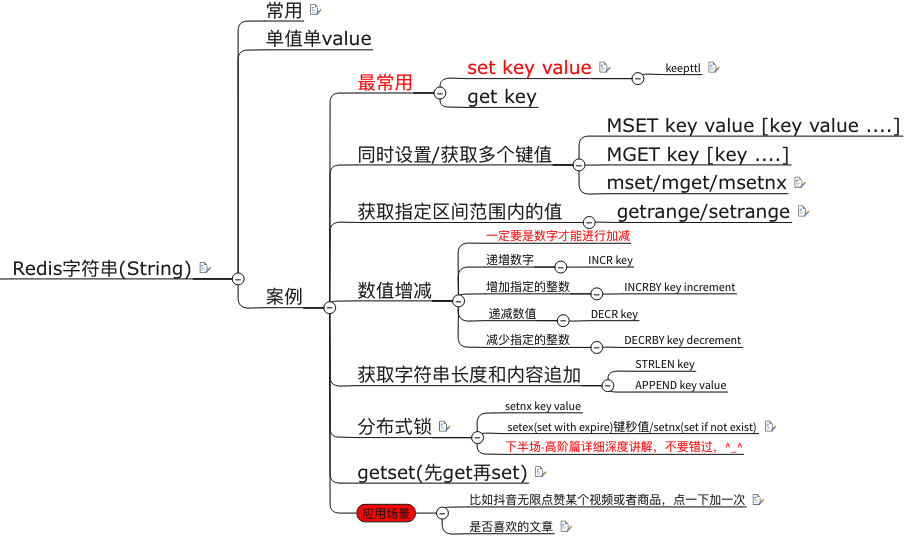 Redis字符串(String)
常用
单值单value
案例
最常用
set key value
keepttl
get key
同时设置/获取多个键值
MSET key value [key value ....]
MGET key [key ....]
mset/mget/msetnx
获取指定区间范围内的值
getrange/setrange
数值增减
一定要是数字才能进行加减
递增数字
INCR key
增加指定的整数
INCRBY key increment
递减数值
DECR key
减少指定的整数
DECRBY key decrement
获取字符串长度和内容追加
STRLEN key
APPEND key value
分布式锁
setnx key value
setex(set with expire)键秒值/setnx(set if not exist)
下半场-高阶篇详细深度讲解，不要错过，^_^
getset(先get再set)
应用场景
比如抖音无限点赞某个视频或者商品，点一下加一次
是否喜欢的文章